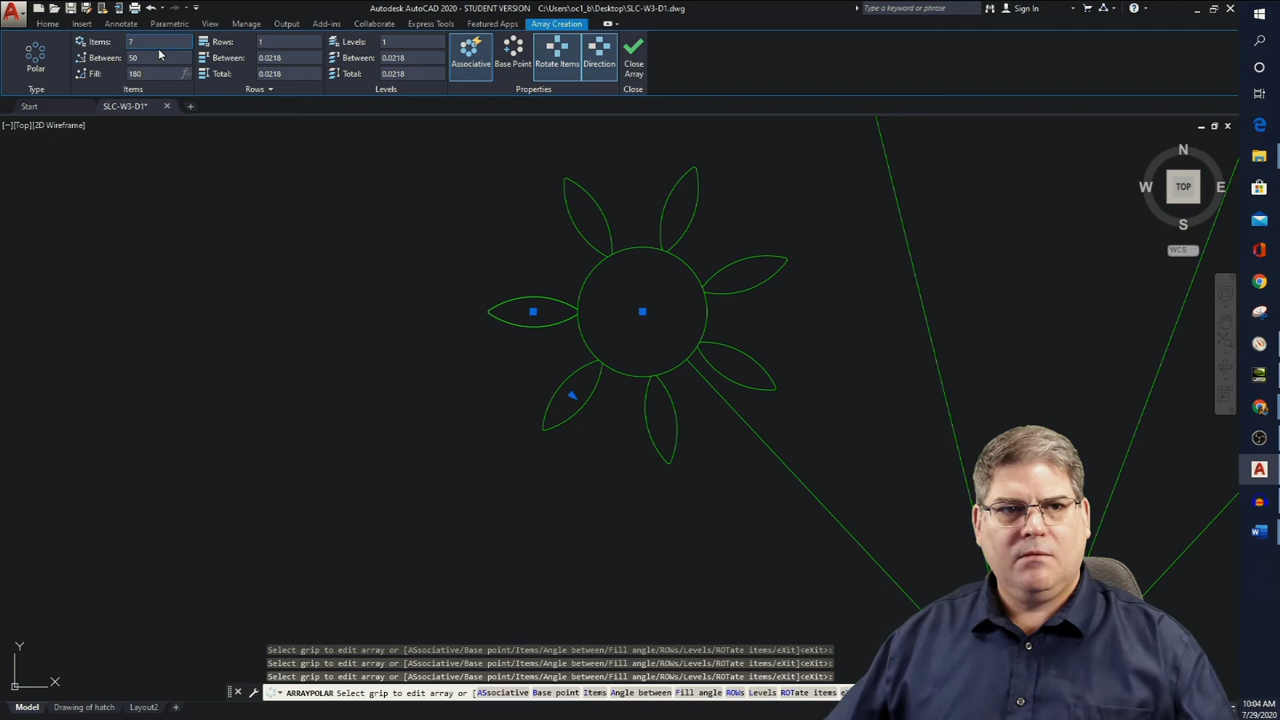 Autodesk AutoCAD 2020 - STUDENT VERSION C:\Users\oc1_b\Desktop\SLC-W3-D1.dwg
Type a keyword or phrase
Sign In
Home Insert Annotate Parametric View Manage Output Add-ins Collaborate Express Tools Featured Apps Array Creation
Items: 7 Rows: 1 Levels: 1
Between: 50 Between: 0.0218 Between: 0.0218
Fill: 180 Total: 0.0218 Total: 0.0218
Polar
Associative Base Point Rotate Items Direction Close Array
Type Items Rows Levels Properties Close
Start SLC-W3-D1*
[−][Top][2D Wireframe]
N
W TOP E
S
WCS
Y
X
Select grip to edit array or [ASsociative/Base point/Items/Angle between/Fill angle/ROWs/Levels/ROTate items/eXit]<eXit>:
Select grip to edit array or [ASsociative/Base point/Items/Angle between/Fill angle/ROWs/Levels/ROTate items/eXit]<eXit>:
Select grip to edit array or [ASsociative/Base point/Items/Angle between/Fill angle/ROWs/Levels/ROTate items/eXit]<eXit>:
ARRAYPOLAR Select grip to edit array or [ASsociative Base point Items Angle between Fill angle ROWs Levels ROTate items
Model Drawing of hatch Layout2
10:04 AM
7/29/2020